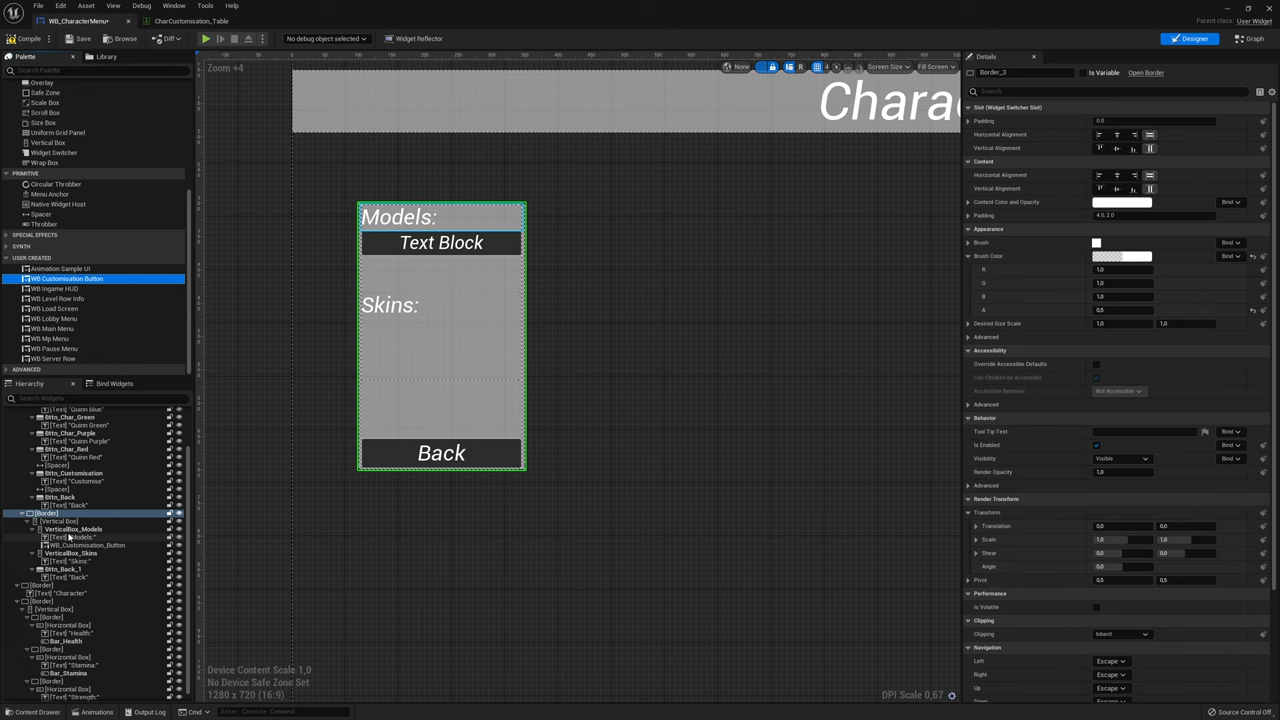 File Edit Asset View Debug Window Tools Help
WB_CharacterMenu* CharCustomisation_Table
Parent class: User Widget
Compile Save Browse Diff No debug object selected Widget Reflector Designer Graph
Palette Library
Search Palette
Overlay
Safe Zone
Scale Box
Scroll Box
Size Box
Uniform Grid Panel
Vertical Box
Widget Switcher
Wrap Box
PRIMITIVE
Circular Throbber
Menu Anchor
Native Widget Host
Spacer
Throbber
SPECIAL EFFECTS
SYNTH
USER CREATED
Animation Sample UI
WB Customisation Button
WB Ingame HUD
WB Level Row Info
WB Load Screen
WB Lobby Menu
WB Main Menu
WB Mp Menu
WB Pause Menu
WB Server Row
ADVANCED
Hierarchy Bind Widgets
Search Widgets
[Text] "Quinn Blue"
Bttn_Char_Green
[Text] "Quinn Green"
Bttn_Char_Purple
[Text] "Quinn Purple"
Bttn_Char_Red
[Text] "Quinn Red"
[Spacer]
Bttn_Customisation
[Text] "Customise"
[Spacer]
Bttn_Back
[Text] "Back"
[Border]
[Vertical Box]
VerticalBox_Models
[Text] "Models:"
WB_Customisation_Button
VerticalBox_Skins
[Text] "Skins:"
Bttn_Back_1
[Text] "Back"
[Border]
[Text] "Character"
[Border]
[Vertical Box]
[Border]
[Horizontal Box]
[Text] "Health:"
Bar_Health
[Border]
[Horizontal Box]
[Text] "Stamina:"
Bar_Stamina
[Border]
[Horizontal Box]
[Text] "Strength:"
Zoom +4
None R 4 Screen Size Fill Screen
Charac
Models:
Text Block
Skins:
Back
Device Content Scale 1,0
No Device Safe Zone Set
1280 x 720 (16:9)
DPI Scale 0,67
Details
Border_3 Is Variable Open Border
Search
Slot (Widget Switcher Slot)
Padding 0.0
Horizontal Alignment
Vertical Alignment
Content
Horizontal Alignment
Vertical Alignment
Content Color and Opacity Bind
Padding 4.0, 2.0
Appearance
Brush Bind
Brush Color Bind
R 1,0
G 1,0
B 1,0
A 0,5
Desired Size Scale 1,0 1,0
Advanced
Accessibility
Override Accessible Defaults
Can Children be Accessible
Accessible Behavior Not Accessible
Advanced
Behavior
Tool Tip Text Bind
Is Enabled Bind
Visibility Visible Bind
Render Opacity 1,0
Advanced
Render Transform
Transform
Translation 0,0 0,0
Scale 1,0 1,0
Shear 0,0 0,0
Angle 0,0
Pivot 0,5 0,5
Performance
Is Volatile
Clipping
Clipping Inherit
Navigation
Left Escape
Right Escape
Up Escape
Down Escape
Content Drawer Animations Output Log Cmd Enter Console Command Source Control Off